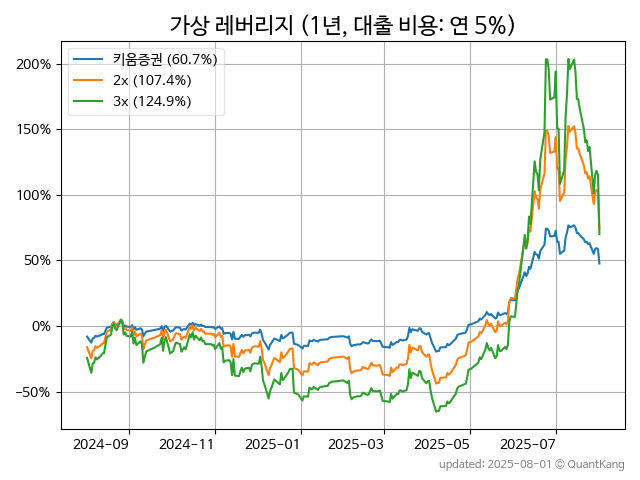 가상 레버리지 (1년, 대출 비용: 연 5%)
키움증권 (60.7%)
2x (107.4%)
3x (124.9%)
200%
150%
100%
50%
0%
−50%
2024-09
2024-11
2025-01
2025-03
2025-05
2025-07
updated: 2025-08-01 © QuantKang